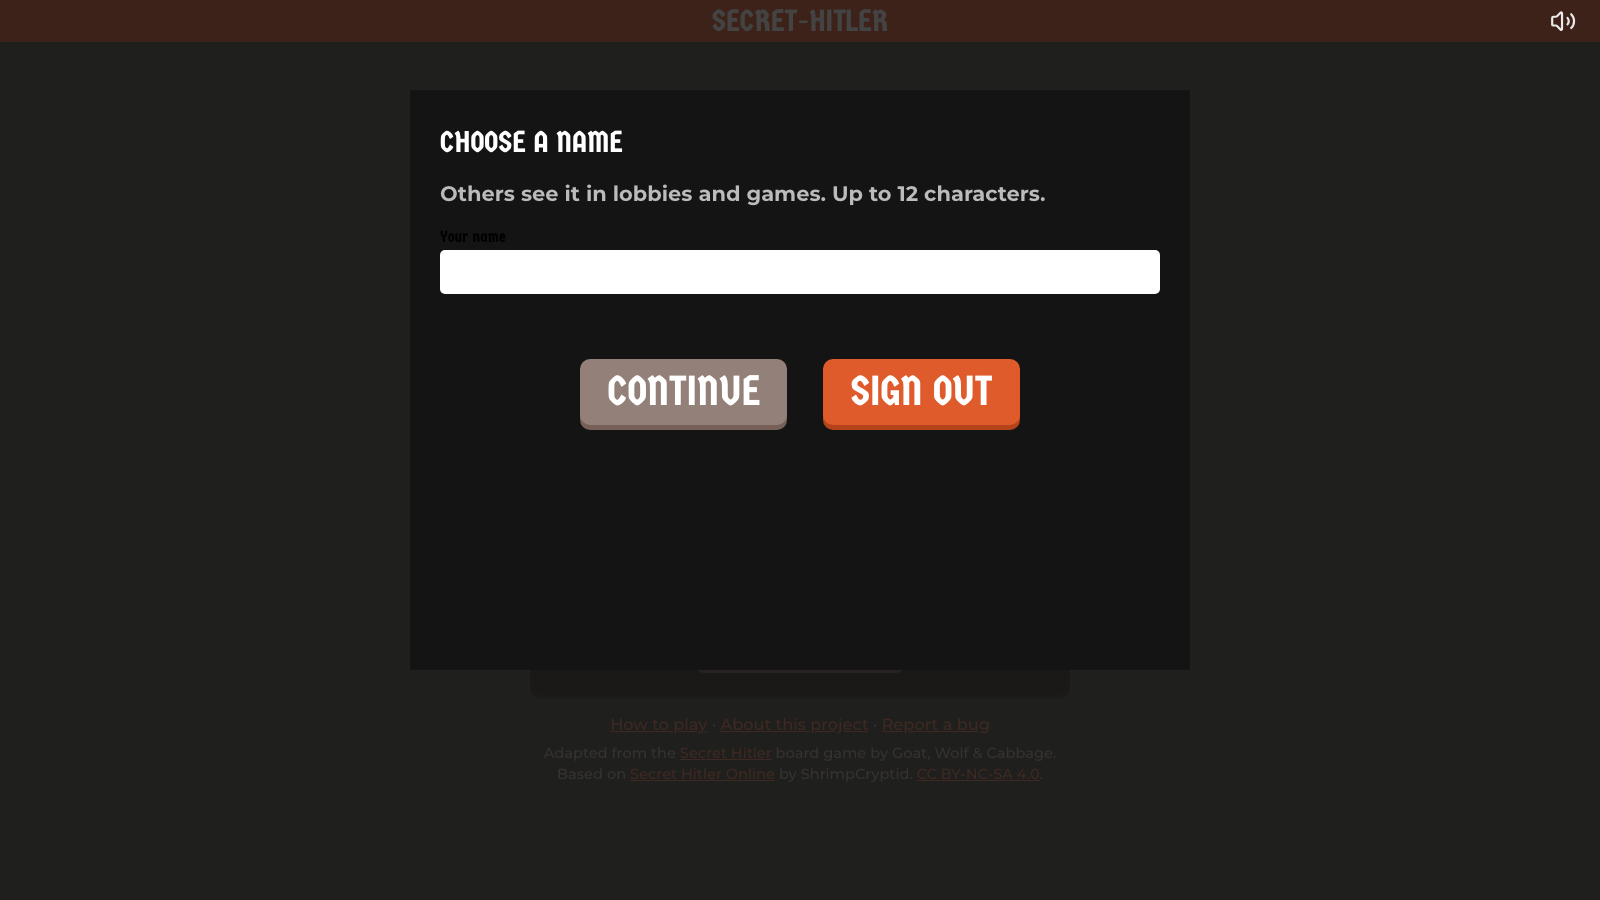 SECRET-HITLER
CHOOSE A NAME
Others see it in lobbies and games. Up to 12 characters.
Your name
CONTINUE
SIGN OUT
How to play · About this project · Report a bug
Adapted from the Secret Hitler board game by Goat, Wolf & Cabbage.
Based on Secret Hitler Online by ShrimpCryptid. CC BY-NC-SA 4.0.